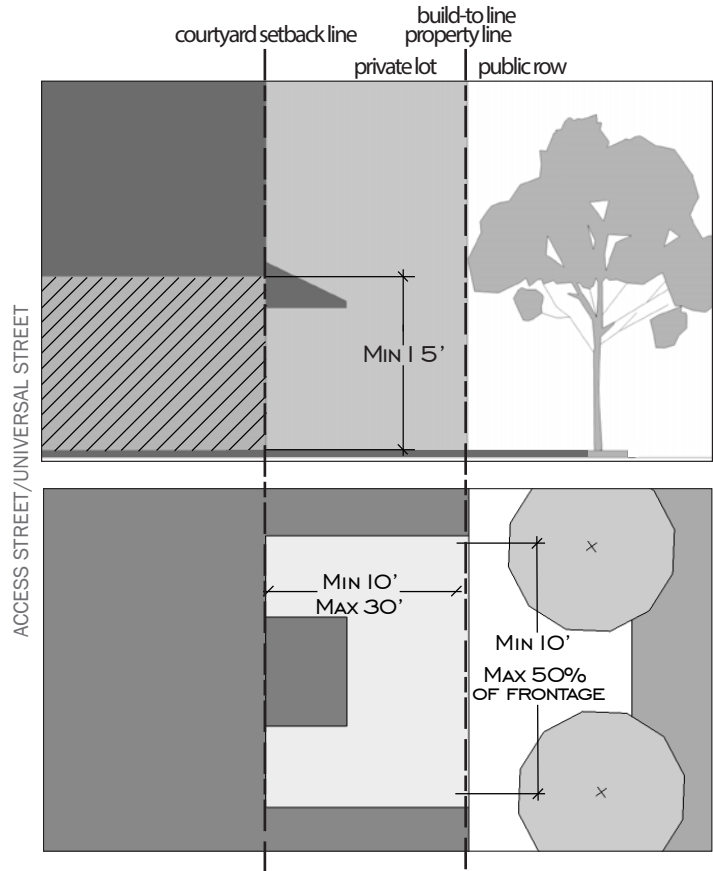 build-to line
courtyard setback line property line
private lot public row
ACCESS STREET/UNIVERSAL STREET
MIN 15'
MIN 10'
MAX 30'
MIN 10'
MAX 50%
OF FRONTAGE